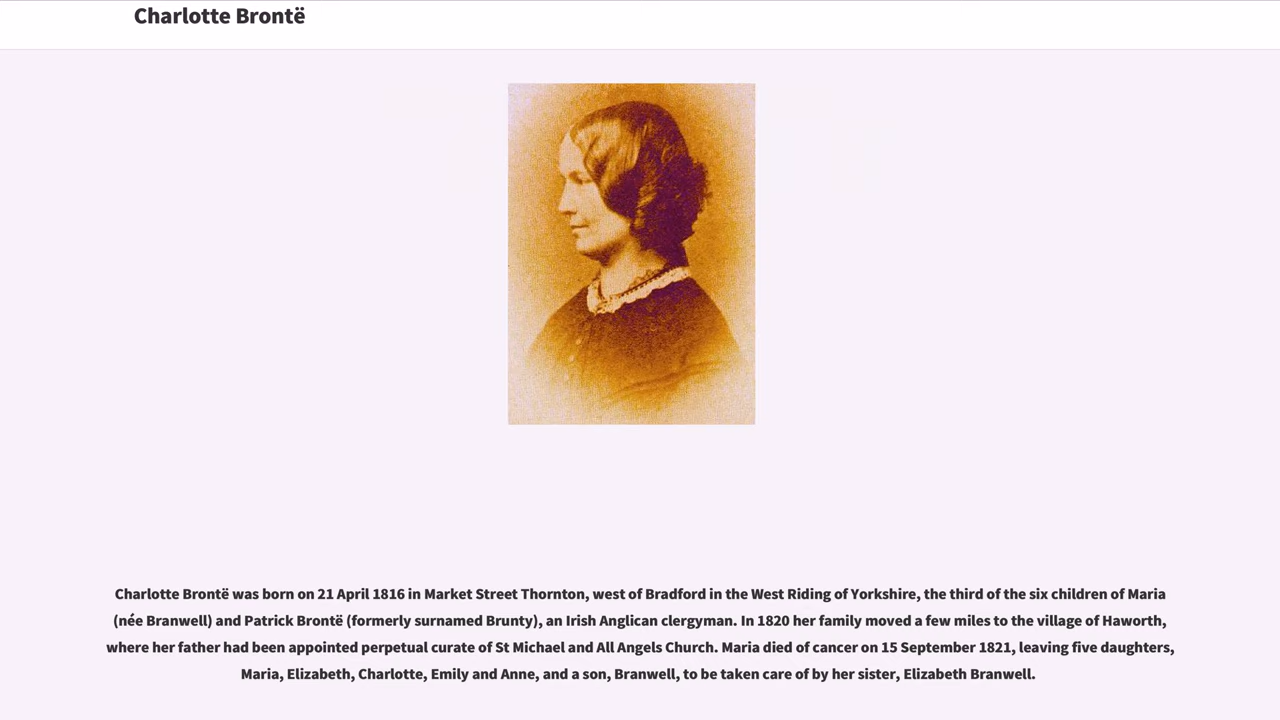 Charlotte Brontë
Charlotte Brontë was born on 21 April 1816 in Market Street Thornton, west of Bradford in the West Riding of Yorkshire, the third of the six children of Maria
(née Branwell) and Patrick Brontë (formerly surnamed Brunty), an Irish Anglican clergyman. In 1820 her family moved a few miles to the village of Haworth,
where her father had been appointed perpetual curate of St Michael and All Angels Church. Maria died of cancer on 15 September 1821, leaving five daughters,
Maria, Elizabeth, Charlotte, Emily and Anne, and a son, Branwell, to be taken care of by her sister, Elizabeth Branwell.